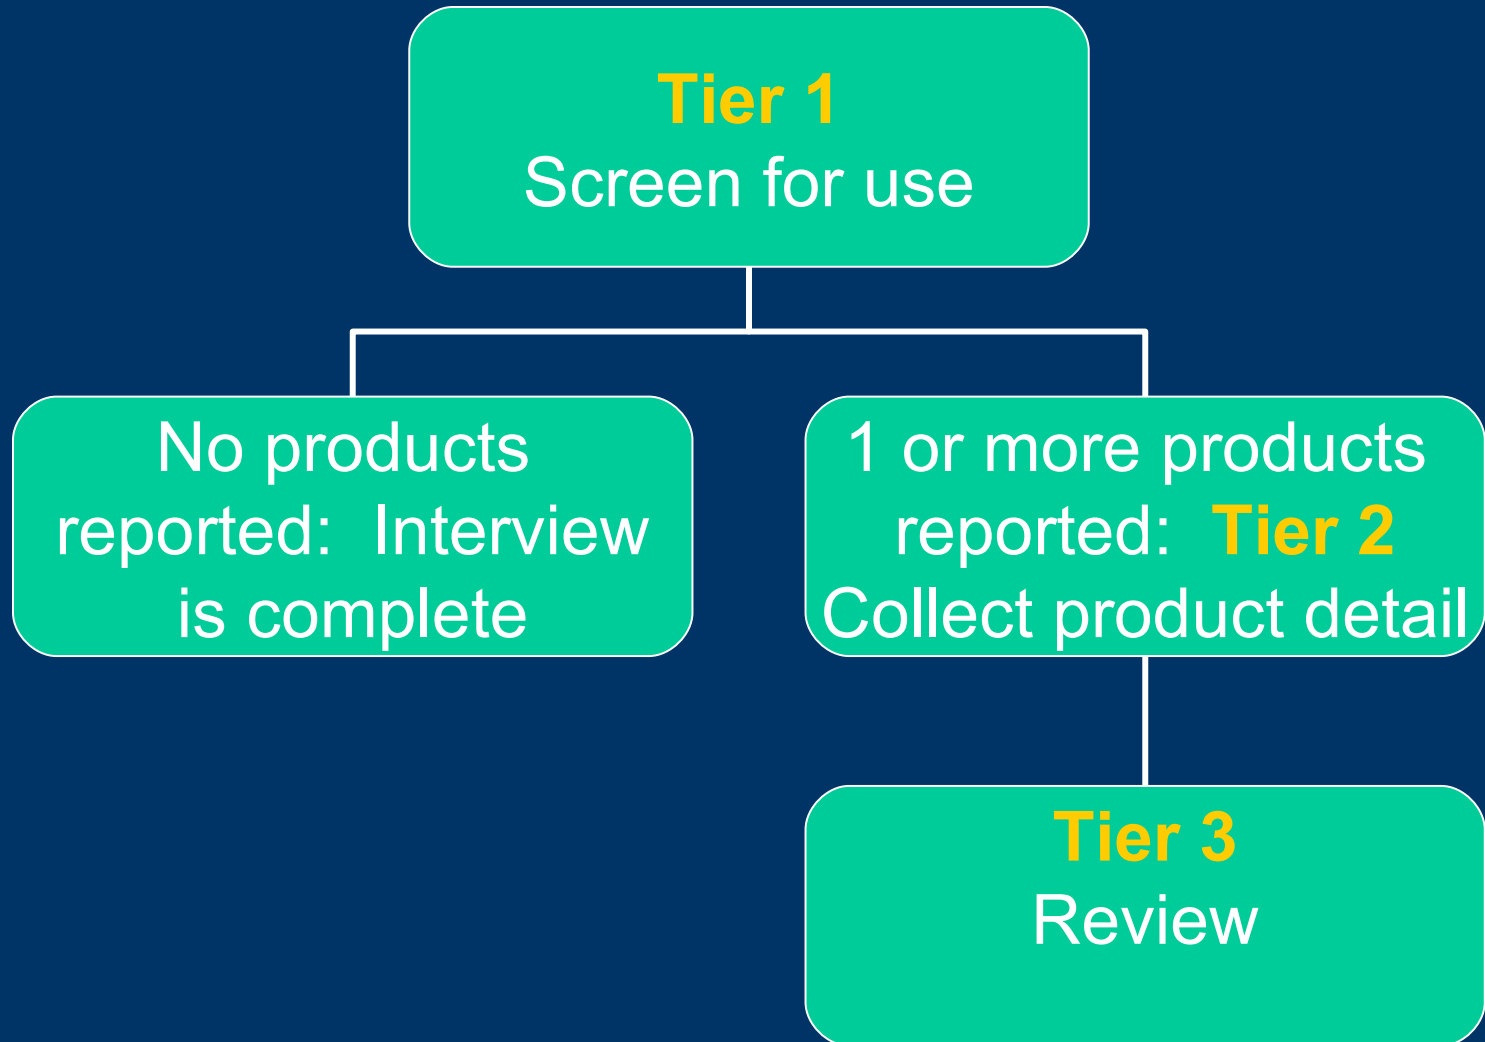 Tier 1
Screen for use
No products
reported:  Interview
is complete
1 or more products
reported:  Tier 2
Collect product detail
Tier 3
Review